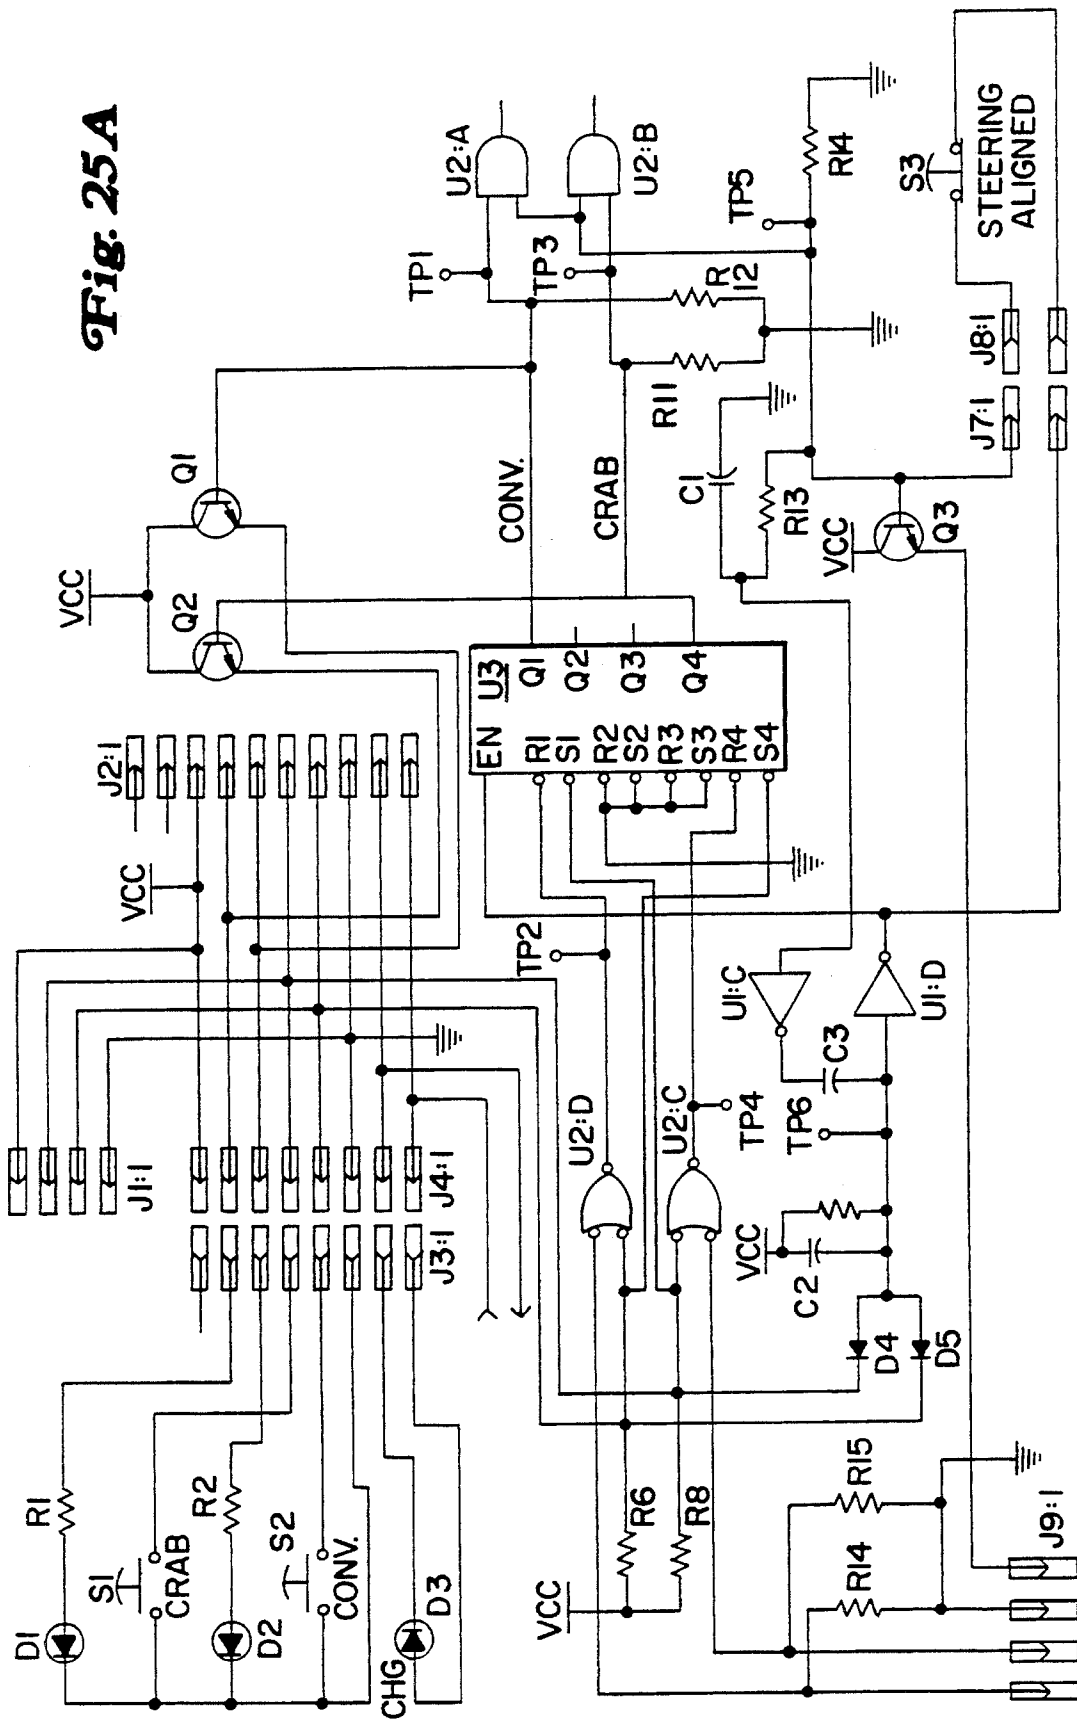 Fig. 25A
D1
R1
S1
CRAB
D2
R2
S2
CONV.
CHG
D3
J1:1
J3:1
J4:1
VCC
J2:1
VCC
Q2
Q1
VCC
R6
R8
U2:D
U2:C
TP2
TP4
EN
U3
R1
S1
R2
S2
R3
S3
R4
S4
Q1
Q2
Q3
Q4
CONV.
CRAB
TP1
TP3
U2:A
U2:B
R11
R12
C1
R13
TP5
R14
VCC
Q3
R14
R15
J9:1
D4
D5
VCC
C2
TP6
C3
U1:C
U1:D
J7:1
J8:1
S3
STEERING
ALIGNED